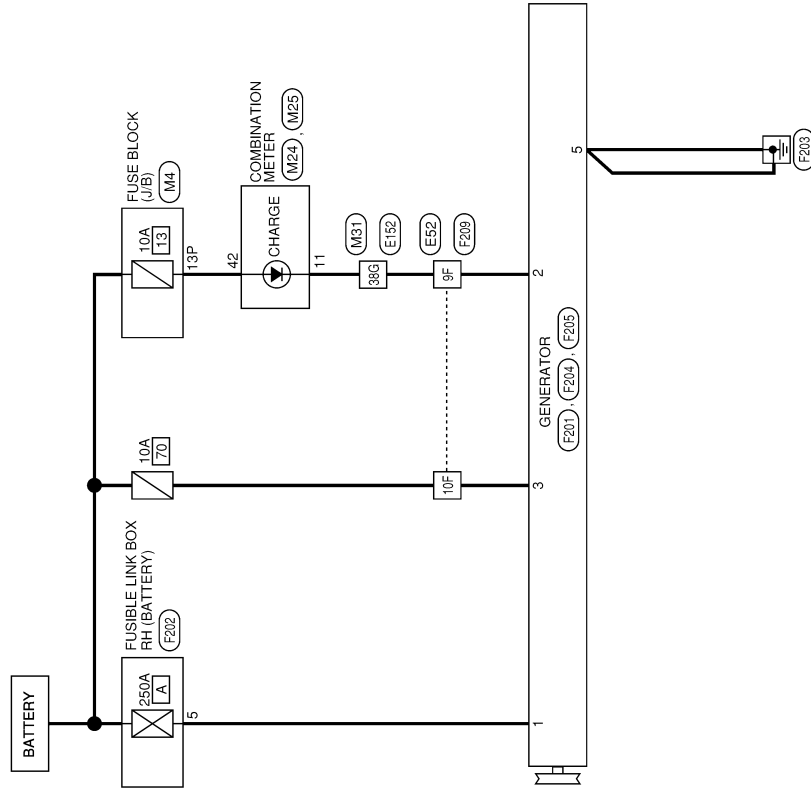 BATTERY
FUSIBLE LINK BOX
RH (BATTERY)
F202
250A
A
5
10A
70
FUSE BLOCK
(J/B)
M4
10A
13
13P
COMBINATION
METER
M24 , M25
42
CHARGE
11
38G
M31
E152
10F
9F
E52
F209
1
3
2
GENERATOR
F201 , F204 , F205
5
F203